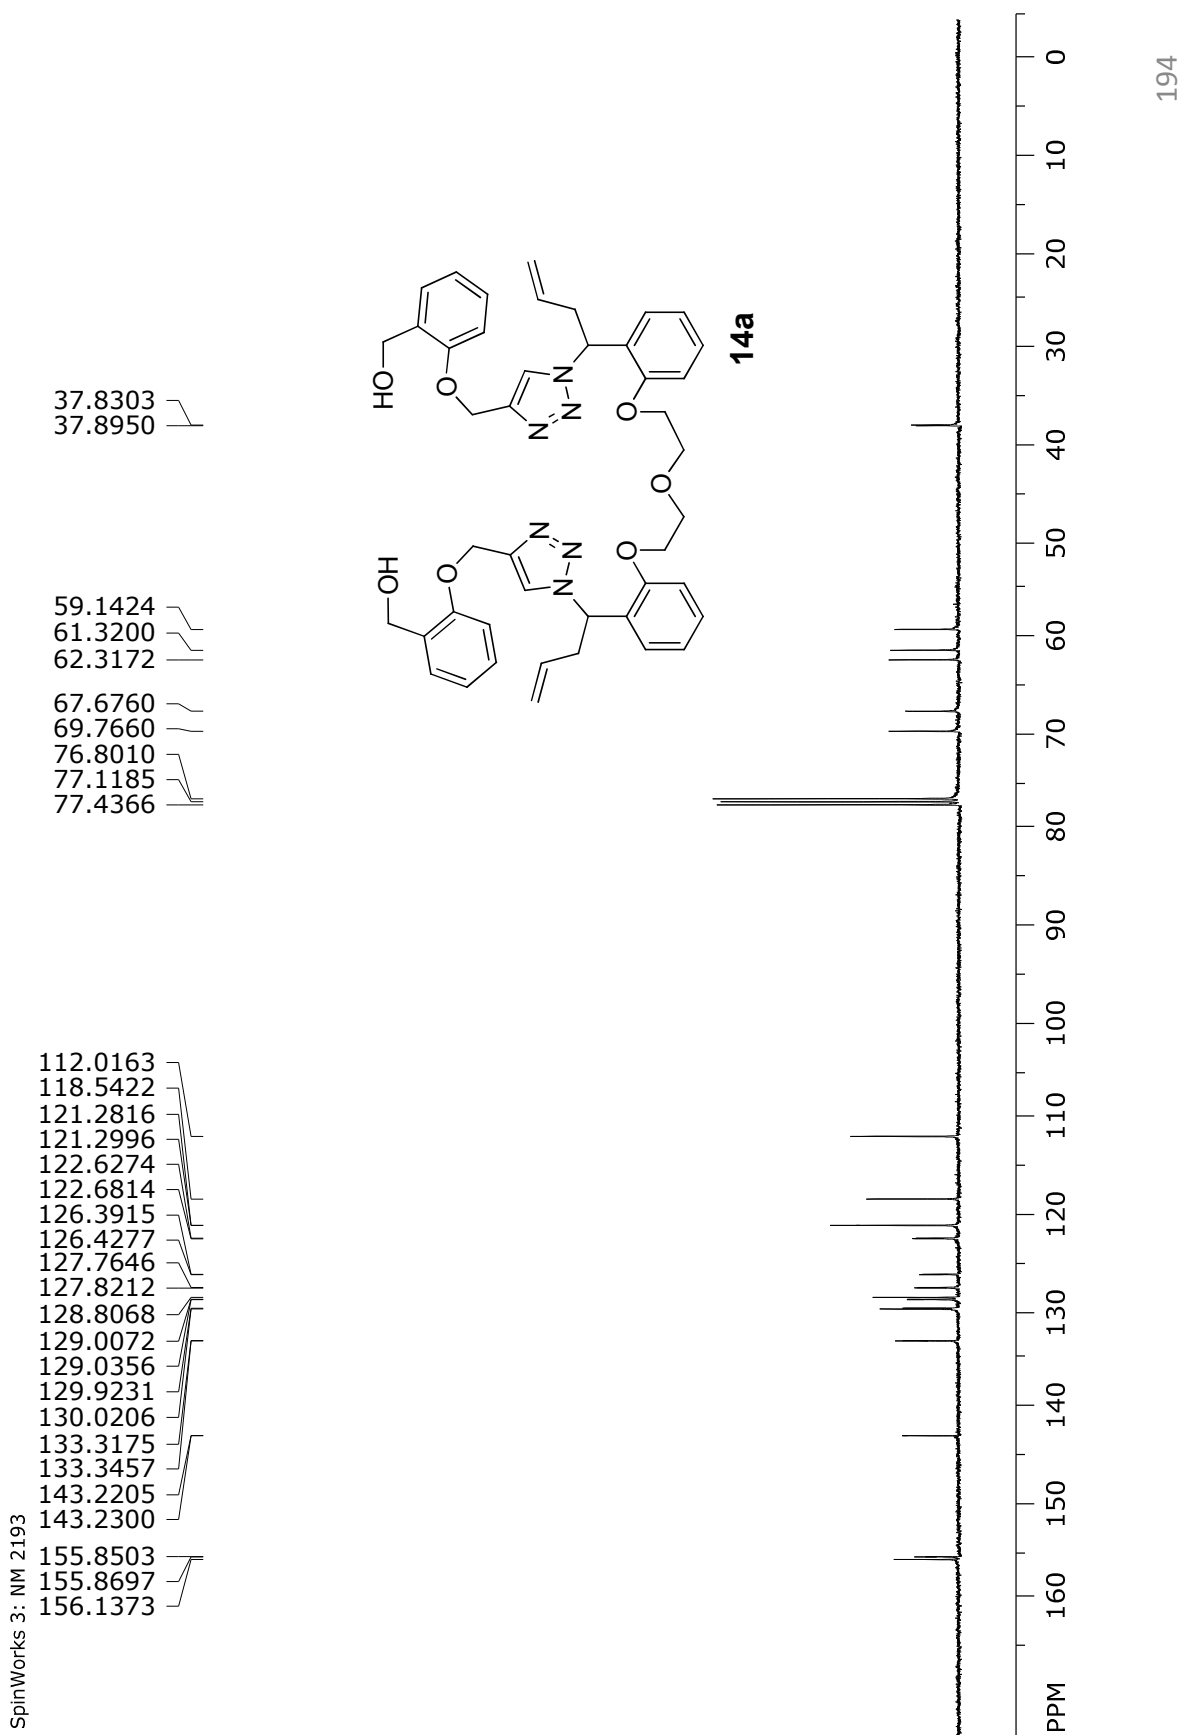 SpinWorks 3: NM 2193
156.1373
155.8697
155.8503
143.2300
143.2205
133.3457
133.3175
130.0206
129.9231
129.0356
129.0072
128.8068
127.8212
127.7646
126.4277
126.3915
122.6814
122.6274
121.2996
121.2816
118.5422
112.0163
77.4366
77.1185
76.8010
69.7660
67.6760
62.3172
61.3200
59.1424
37.8950
37.8303
OH
HO
O
O
N
N
N
N
N
N
O
O
O
14a
PPM 160 150 140 130 120 110 100 90 80 70 60 50 40 30 20 10 0
194